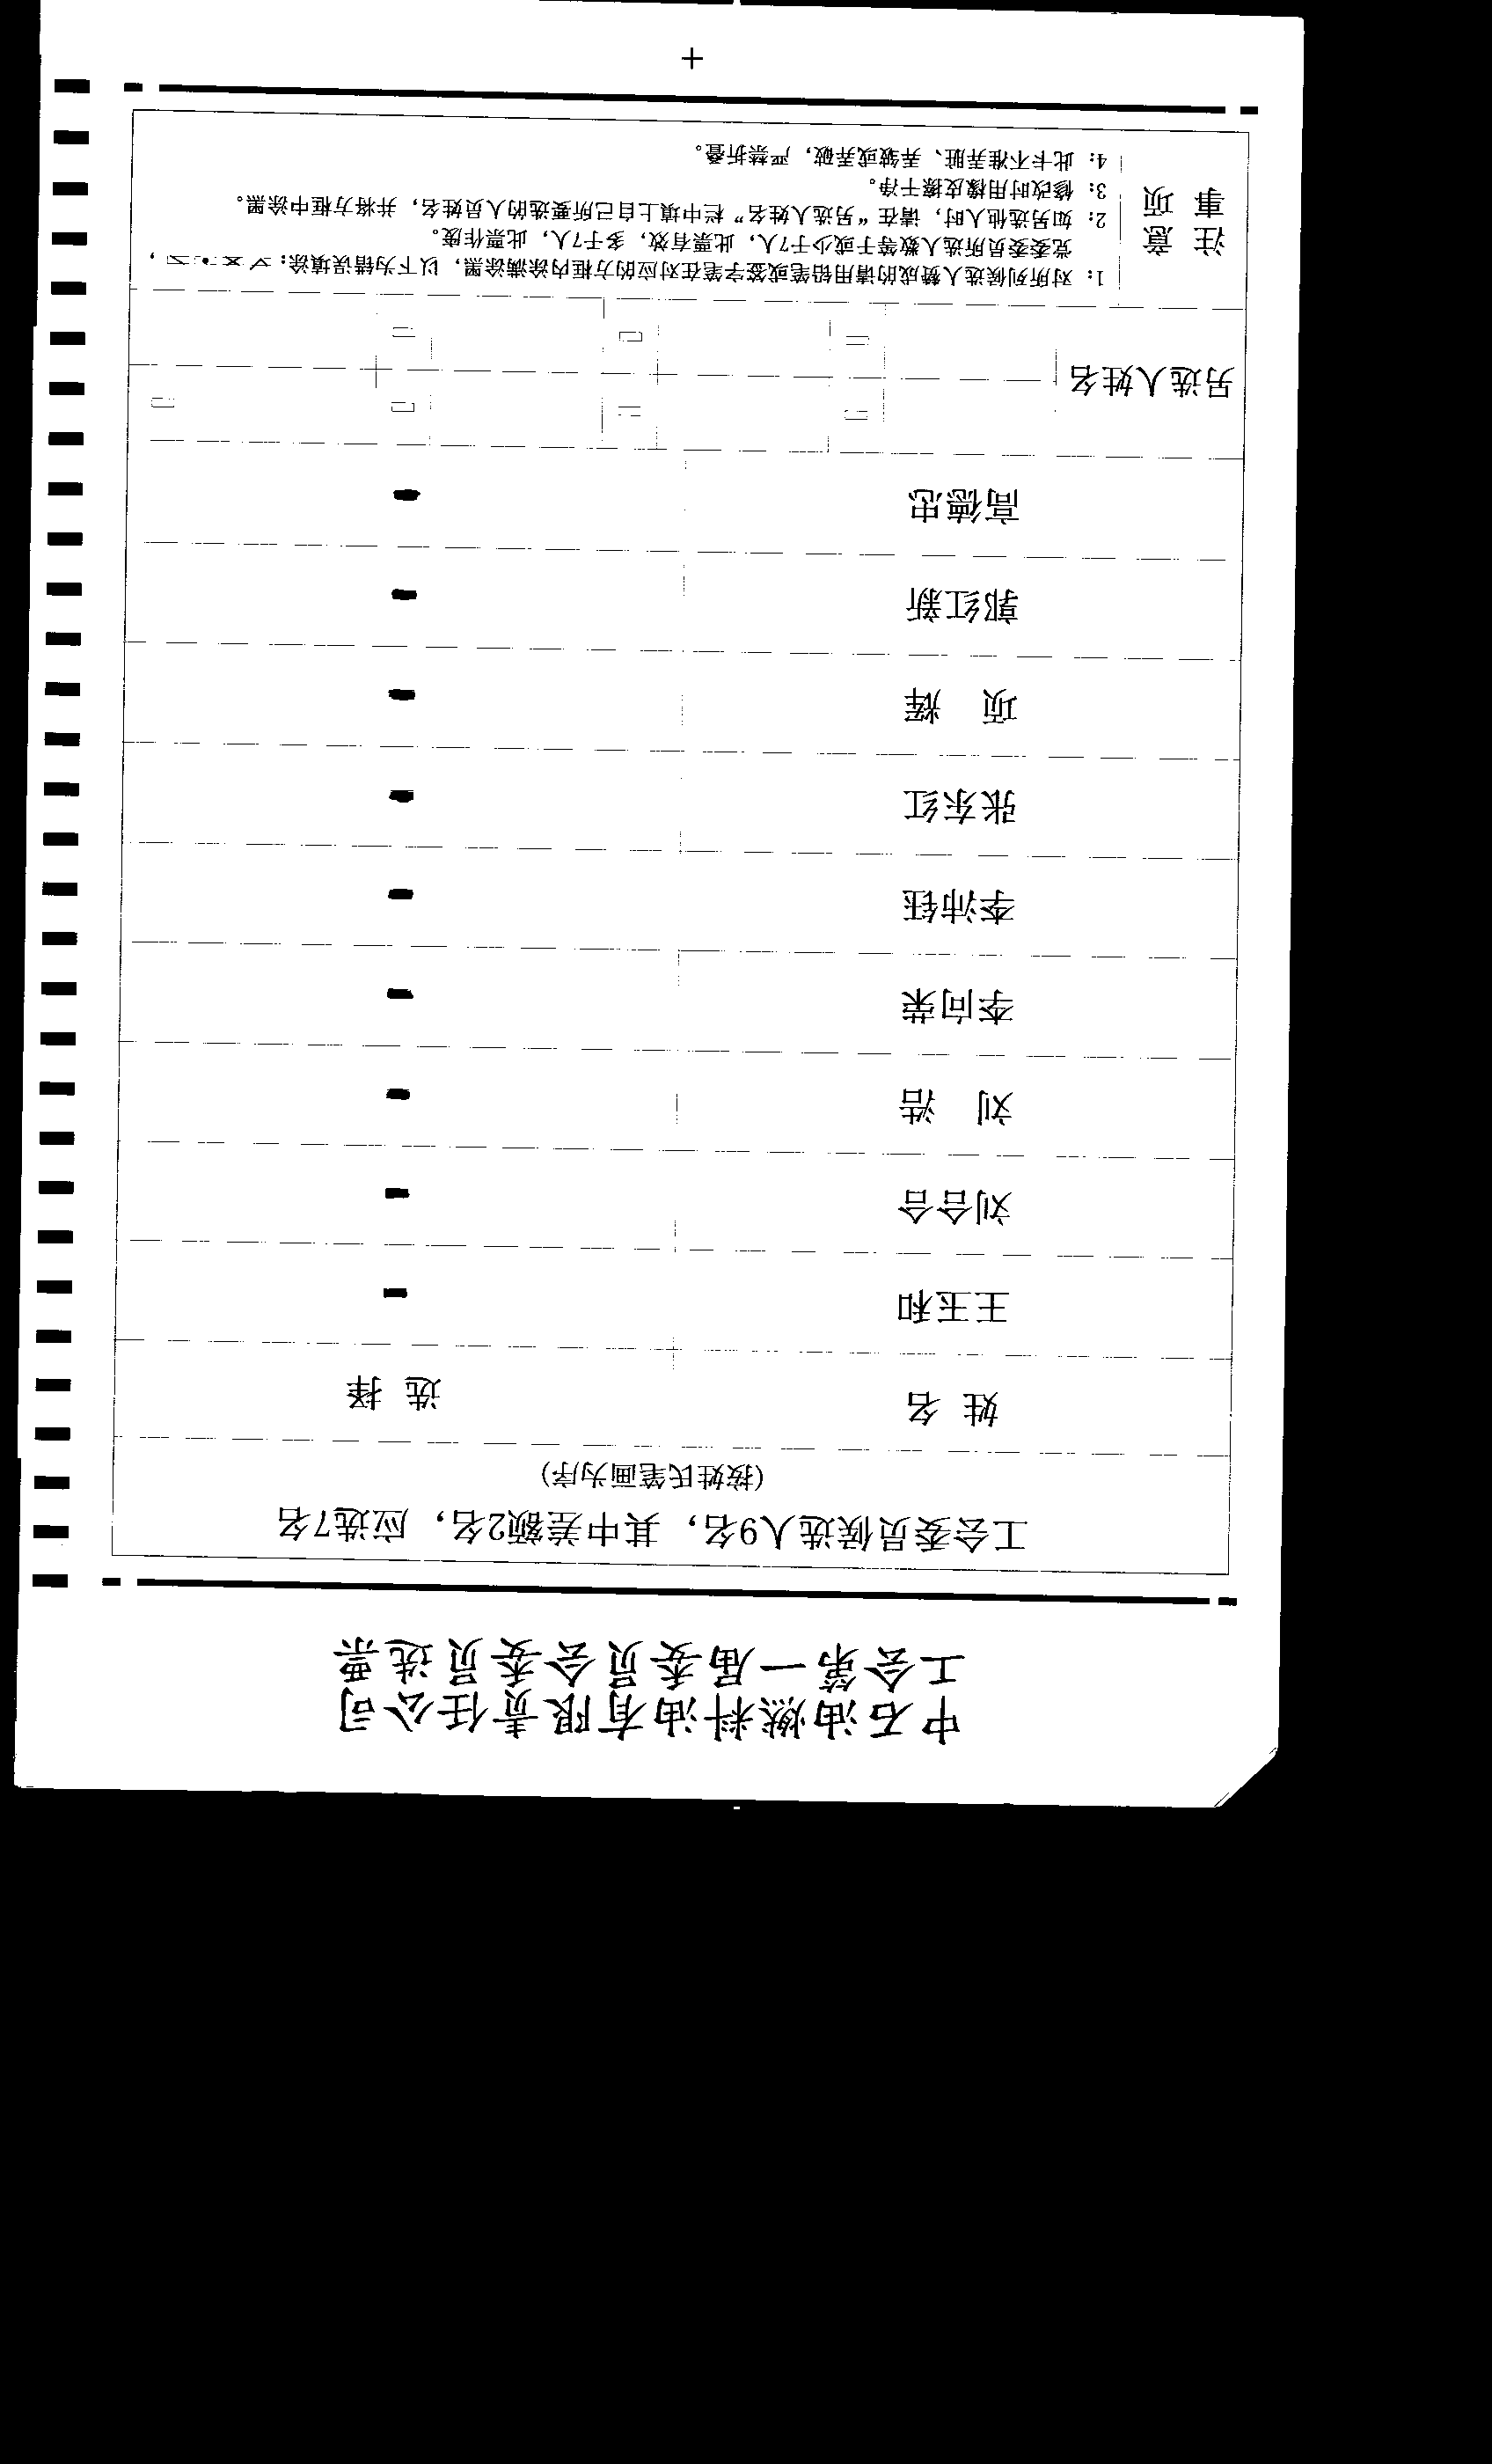 中石油燃料油有限责任公司
工会第一届委员会委员选票
工会委员候选人9名，其中差额2名，应选7名
(按姓氏笔画为序)
姓 名 选 择
王玉和
刘合合
刘 浩
李向荣
李沛钰
张东红
项 辉
郭红新
高德忠
另选人姓名
注 意
事 项
1: 对所列候选人赞成的请用铅笔或签字笔在对应的方框内涂满涂黑，以下为错误填涂:
党委委员所选人数等于或少于7人，此票有效，多于7人，此票作废。
2: 如另选他人时，请在“另选人姓名”栏中填上自己所要选的人员姓名，并将方框中涂黑。
3: 修改时用橡皮擦干净。
4: 此卡不准弄脏、弄皱或弄破，严禁折叠。